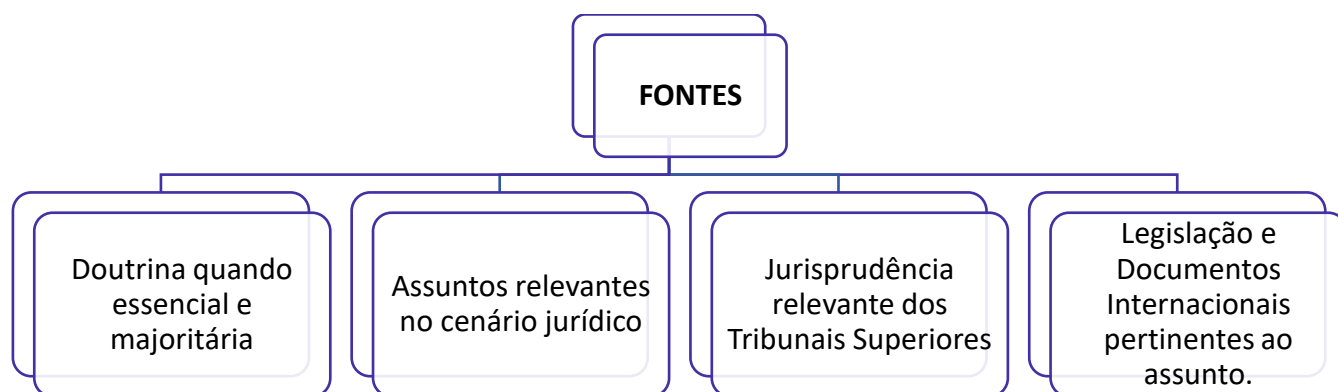 FONTES
Doutrina quando
essencial e
majoritária
Assuntos relevantes
no cenário jurídico
Jurisprudência
relevante dos
Tribunais Superiores
Legislação e
Documentos
Internacionais
pertinentes ao
assunto.